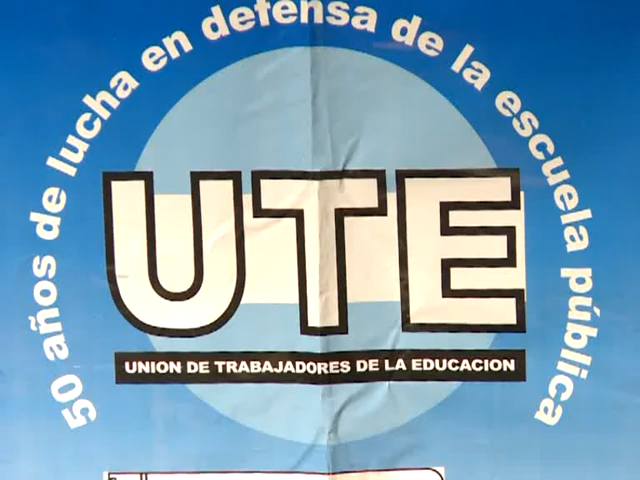 50 años de lucha en defensa de la escuela pública
UTE
UNION DE TRABAJADORES DE LA EDUCACION